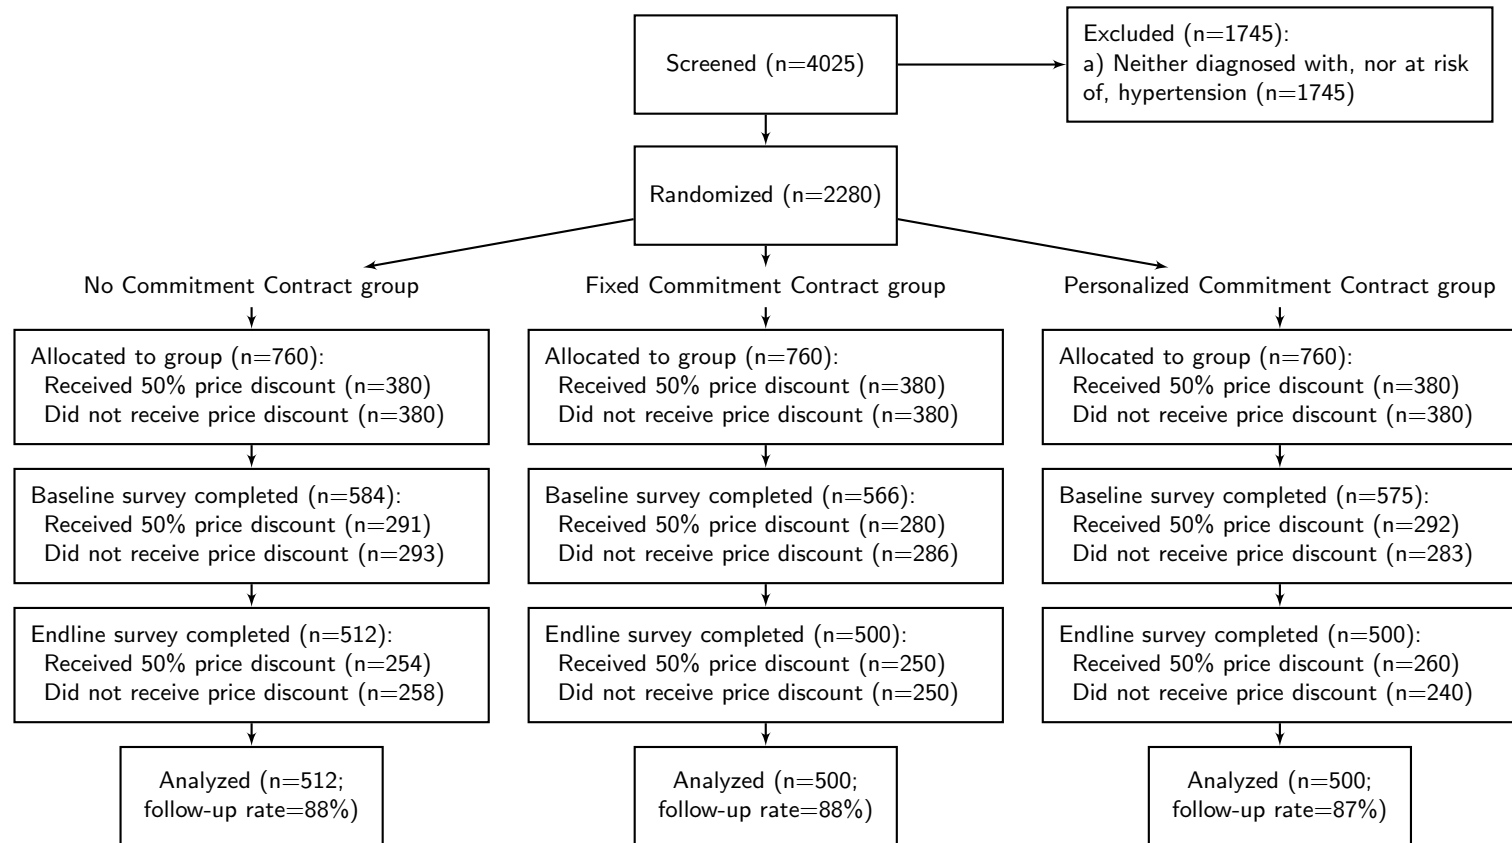 Screened (n=4025)
Excluded (n=1745):
a) Neither diagnosed with, nor at risk
of, hypertension (n=1745)
Randomized (n=2280)
No Commitment Contract group
Fixed Commitment Contract group
Personalized Commitment Contract group
Allocated to group (n=760):
Received 50% price discount (n=380)
Did not receive price discount (n=380)
Allocated to group (n=760):
Received 50% price discount (n=380)
Did not receive price discount (n=380)
Allocated to group (n=760):
Received 50% price discount (n=380)
Did not receive price discount (n=380)
Baseline survey completed (n=584):
Received 50% price discount (n=291)
Did not receive price discount (n=293)
Baseline survey completed (n=566):
Received 50% price discount (n=280)
Did not receive price discount (n=286)
Baseline survey completed (n=575):
Received 50% price discount (n=292)
Did not receive price discount (n=283)
Endline survey completed (n=512):
Received 50% price discount (n=254)
Did not receive price discount (n=258)
Endline survey completed (n=500):
Received 50% price discount (n=250)
Did not receive price discount (n=250)
Endline survey completed (n=500):
Received 50% price discount (n=260)
Did not receive price discount (n=240)
Analyzed (n=512;
follow-up rate=88%)
Analyzed (n=500;
follow-up rate=88%)
Analyzed (n=500;
follow-up rate=87%)